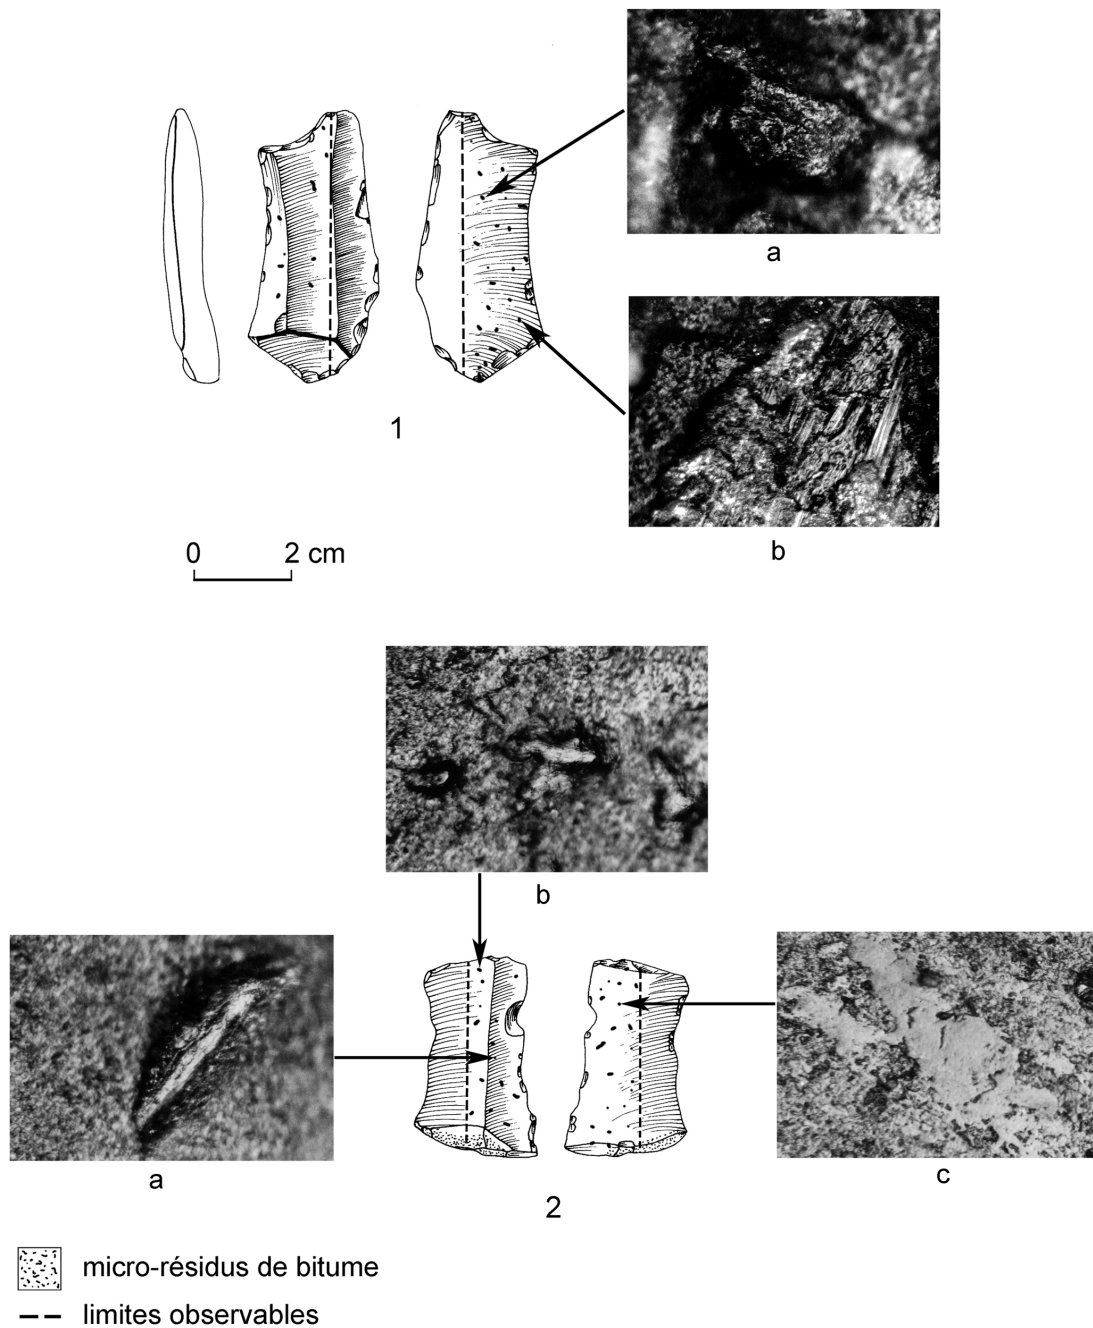 a
1
b
0 2 cm
b
a
c
2
micro-résidus de bitume
limites observables